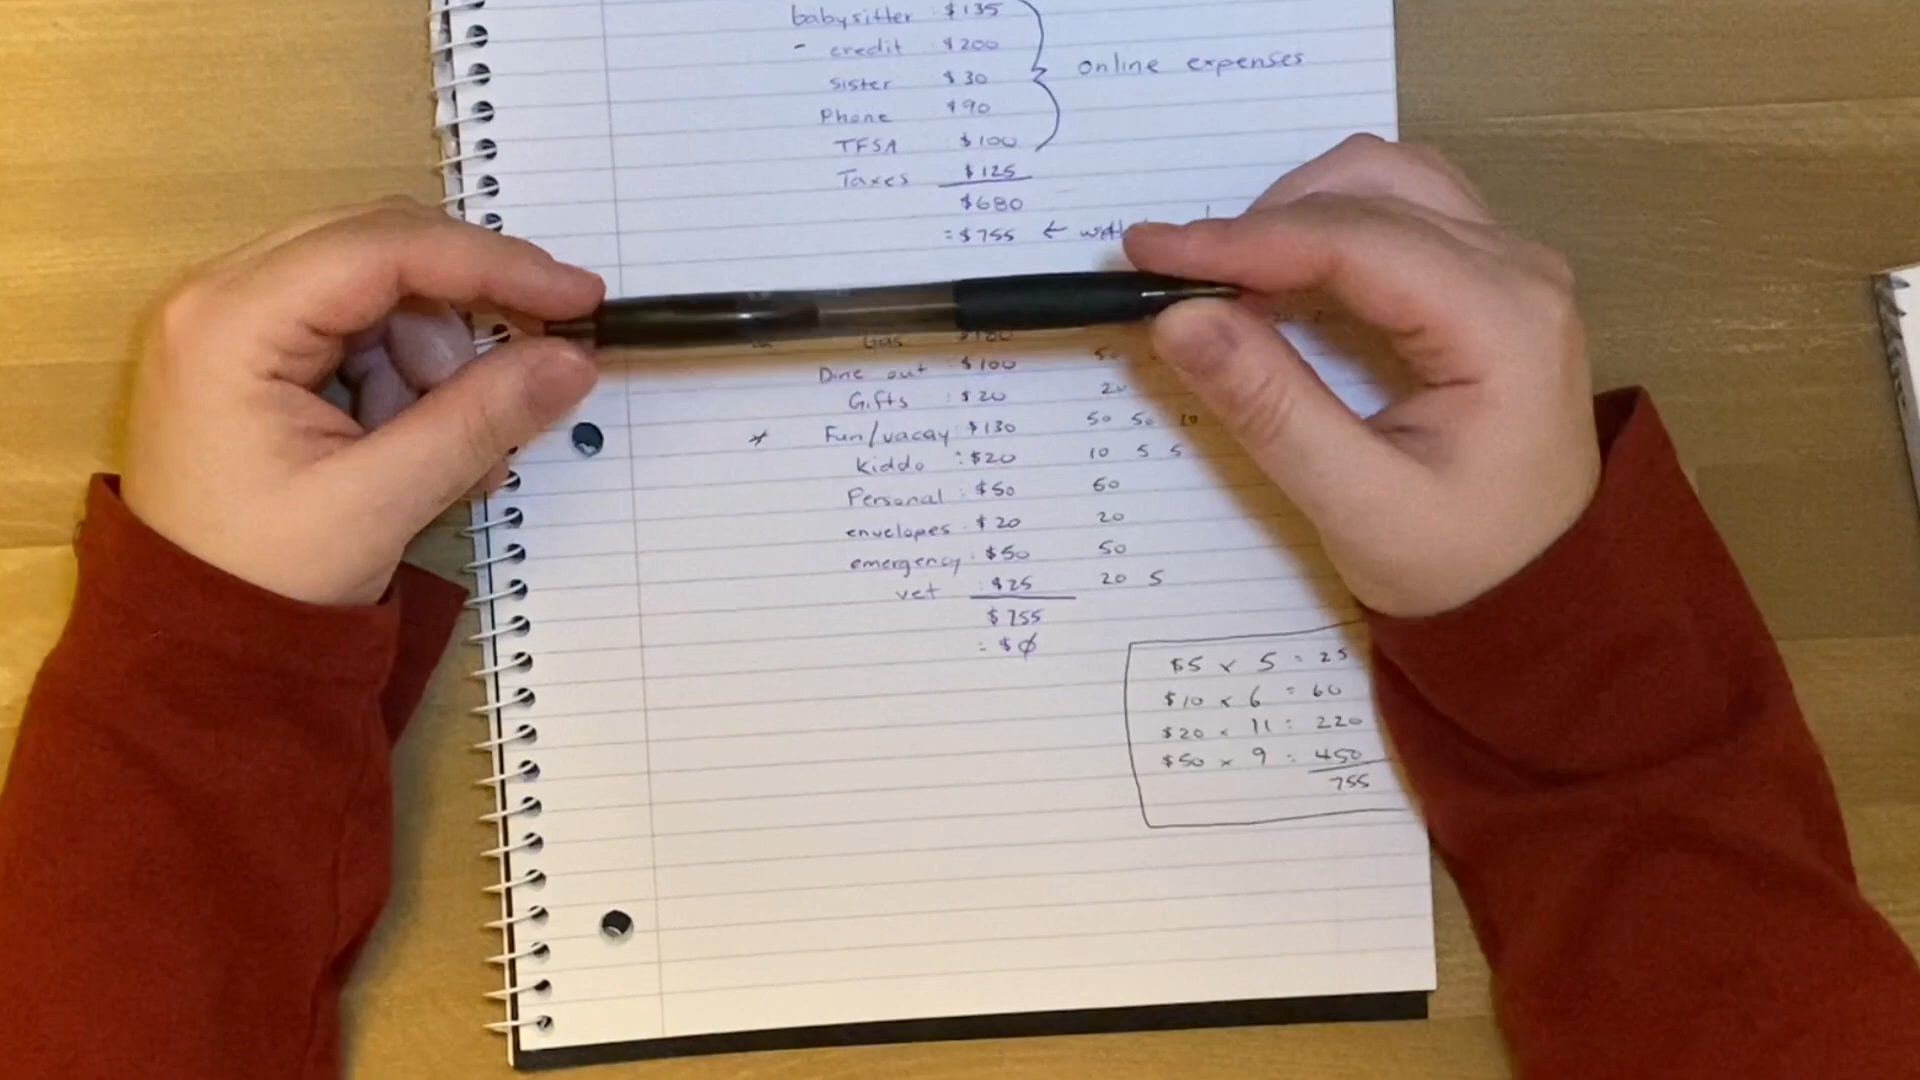 babysitter : $135
- credit $200
sister $30
Phone $90
TFSA $100
online expenses
Taxes $125
$680
= $755 ←
Gas
Dine out : $100 50
Gifts : $20 20
* Fun/vacay : $130 50 50 10
Kiddo : $20 10 5 5
Personal : $50 50
envelopes : $20 20
emergency : $50 50
vet : $25 20 5
$755
= $0
$5 x 5 = 25
$10 x 6 = 60
$20 x 11 = 220
$50 x 9 = 450
755